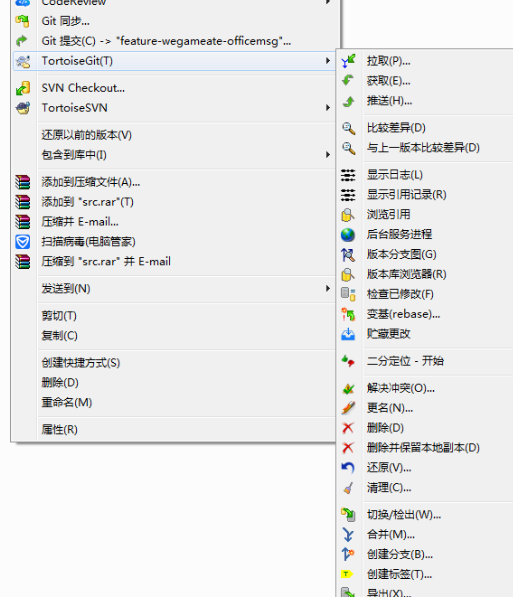 CodeReview
Git 同步...
Git 提交(C) -> "feature-wegameate-officemsg"...
TortoiseGit(T)
SVN Checkout...
TortoiseSVN
还原以前的版本(V)
包含到库中(I)
添加到压缩文件(A)...
添加到 "src.rar"(T)
压缩并 E-mail...
扫描病毒(电脑管家)
压缩到 "src.rar" 并 E-mail
发送到(N)
剪切(T)
复制(C)
创建快捷方式(S)
删除(D)
重命名(M)
属性(R)
拉取(P)...
获取(E)...
推送(H)...
比较差异(D)
与上一版本比较差异(D)
显示日志(L)
显示引用记录(R)
浏览引用
后台服务进程
版本分支图(G)
版本库浏览器(R)
检查已修改(F)
变基(rebase)...
贮藏更改
二分定位 - 开始
解决冲突(O)...
更名(N)...
删除(D)
删除并保留本地副本(D)
还原(V)...
清理(C)...
切换/检出(W)...
合并(M)...
创建分支(B)...
创建标签(T)...
导出(X)...